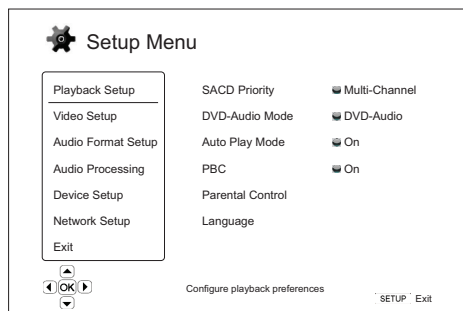 Setup Menu
Playback Setup SACD Priority Multi-Channel
Video Setup DVD-Audio Mode DVD-Audio
Audio Format Setup Auto Play Mode On
Audio Processing PBC On
Device Setup Parental Control
Network Setup Language
Exit
OK Configure playback preferences SETUP Exit